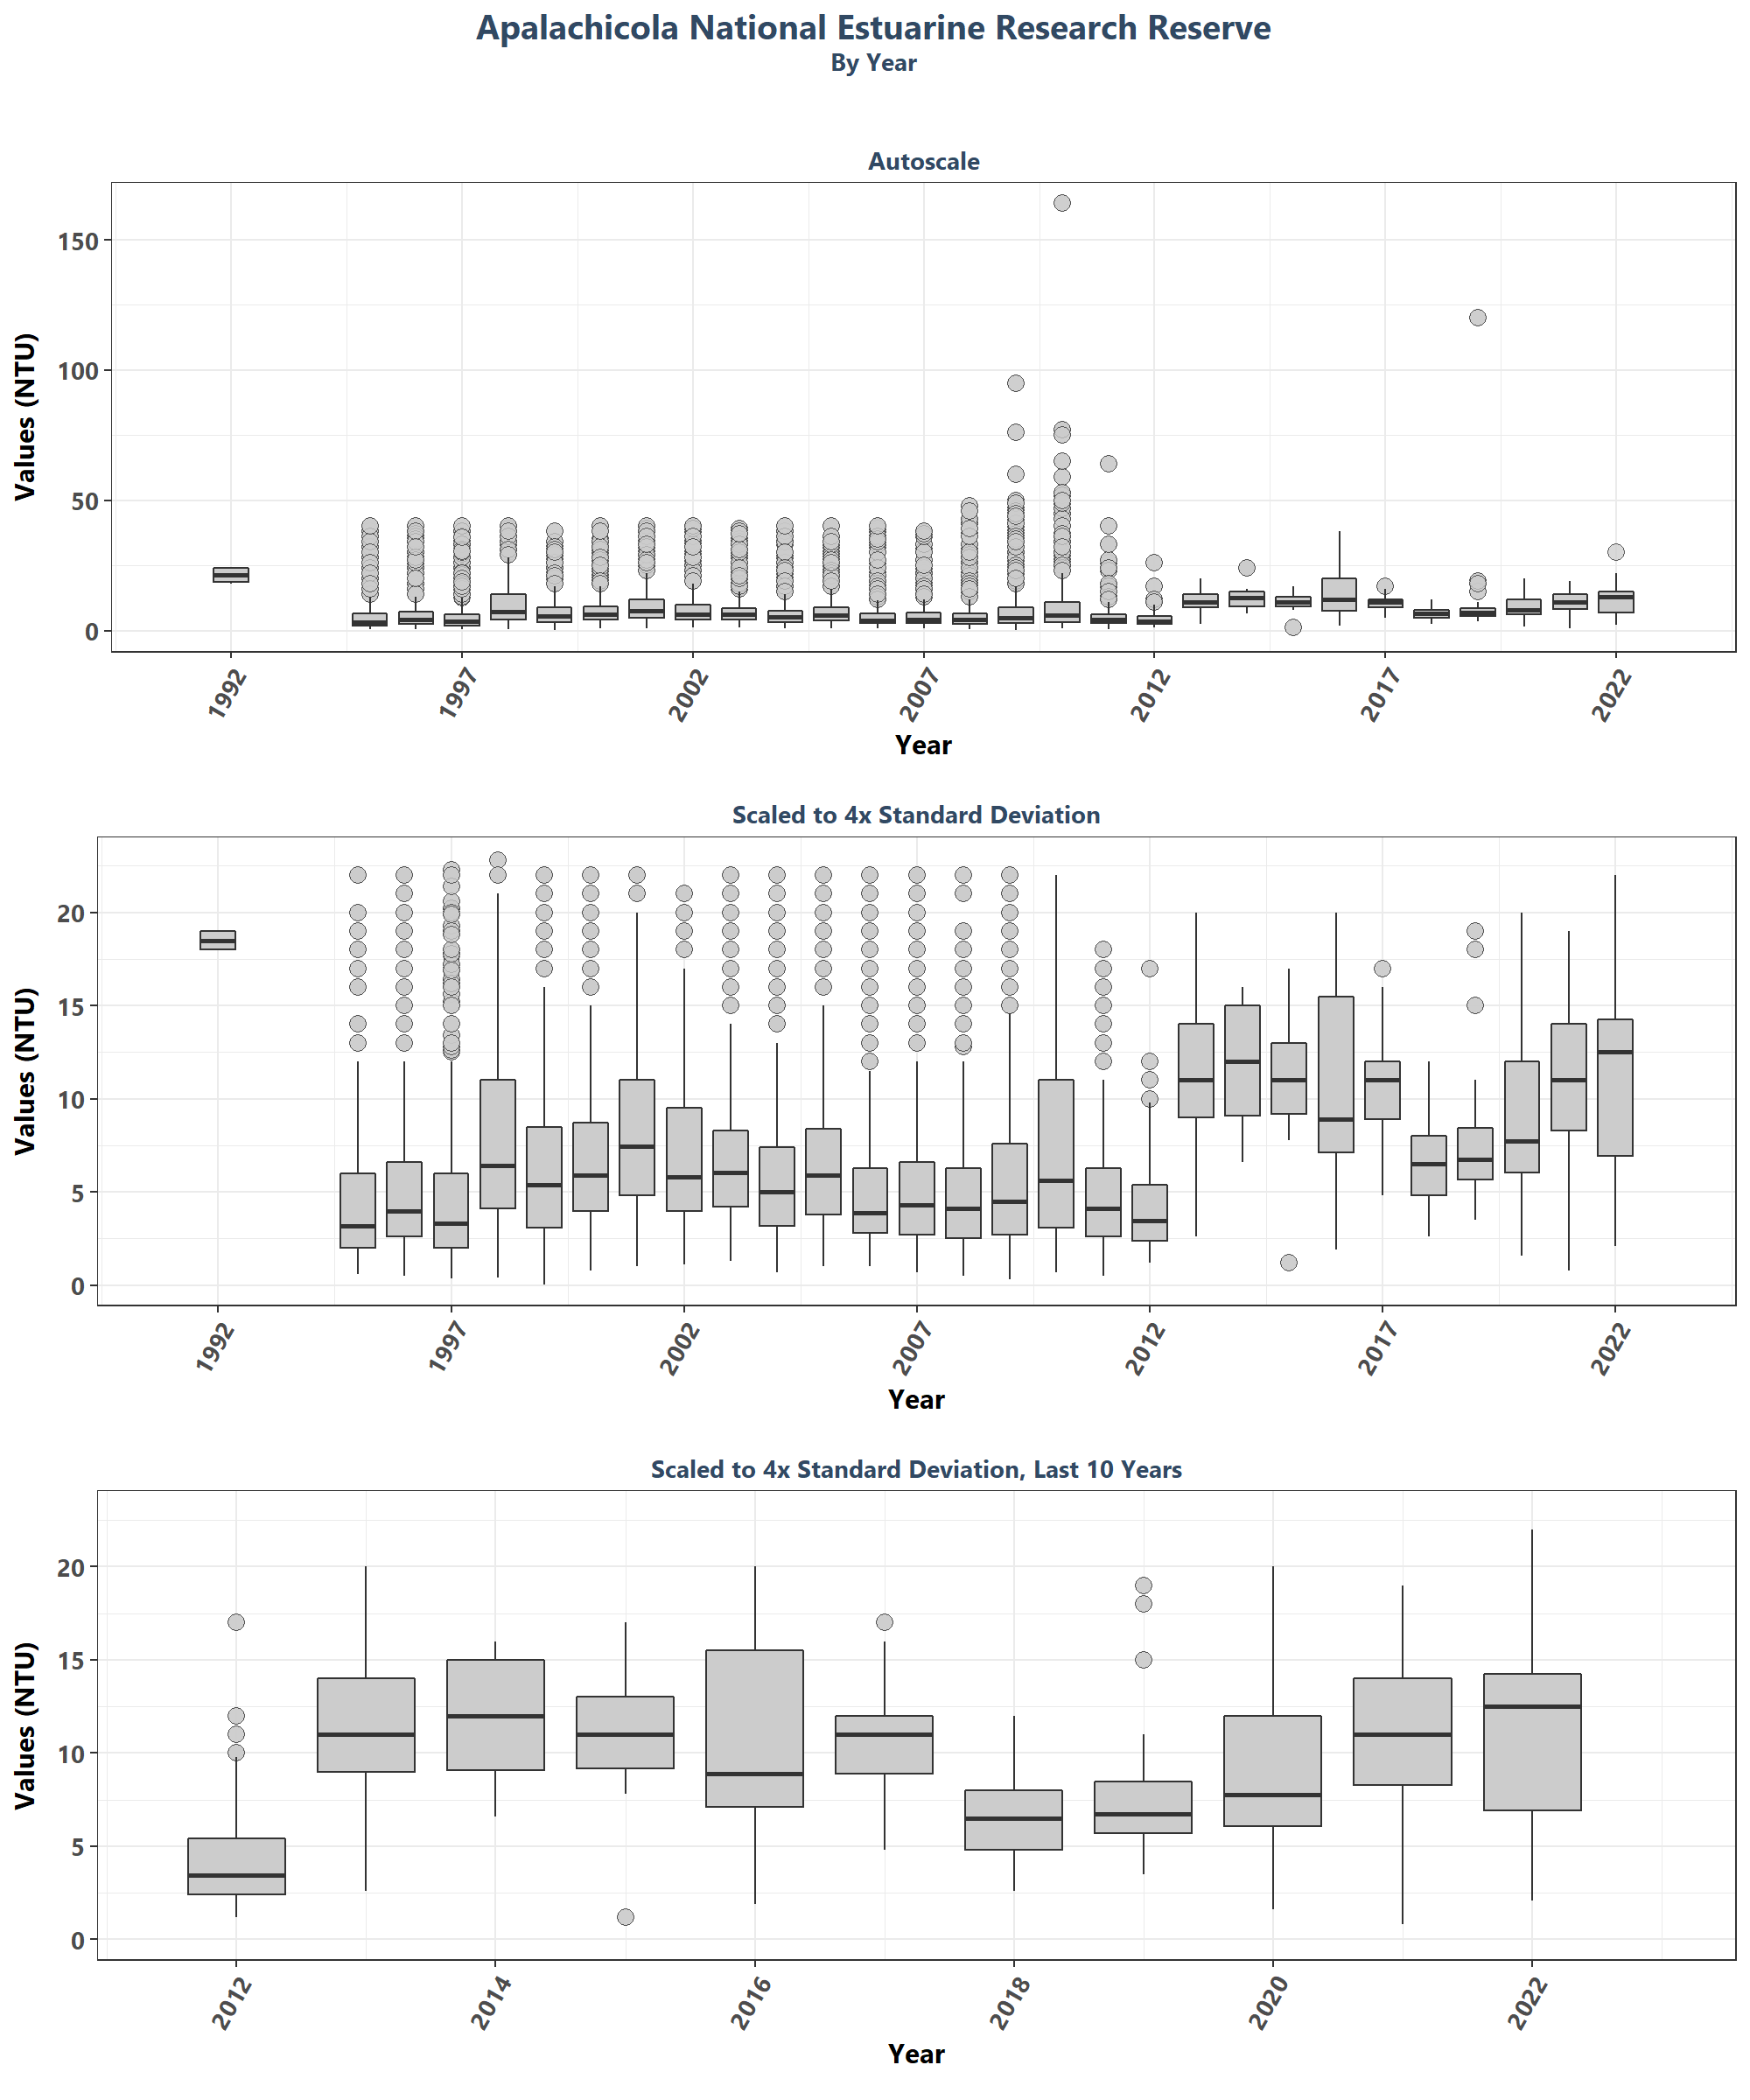 Apalachicola National Estuarine Research Reserve
By Year
Autoscale
Values (NTU)
150
100
50
0
1992 1997 2002 2007 2012 2017 2022
Year
Scaled to 4x Standard Deviation
Values (NTU)
20
15
10
5
0
1992 1997 2002 2007 2012 2017 2022
Year
Scaled to 4x Standard Deviation, Last 10 Years
Values (NTU)
20
15
10
5
0
2012 2014 2016 2018 2020 2022
Year